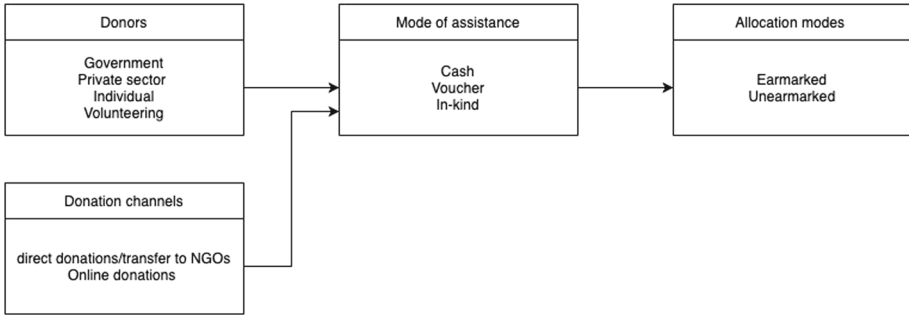 Donors
Government
Private sector
Individual
Volunteering
Mode of assistance
Cash
Voucher
In-kind
Allocation modes
Earmarked
Unearmarked
Donation channels
direct donations/transfer to NGOs
Online donations